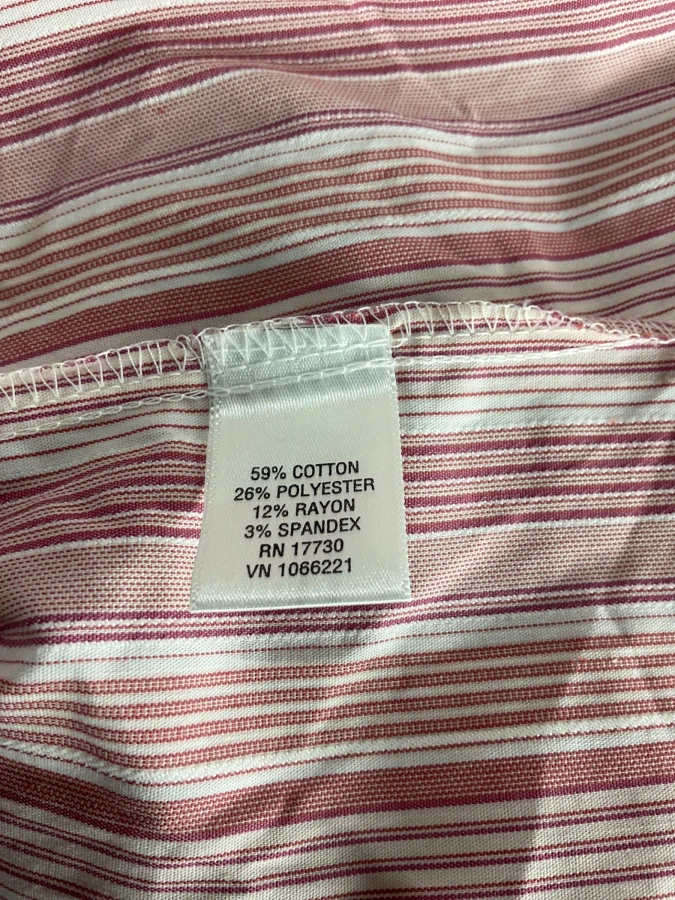 59% COTTON
26% POLYESTER
12% RAYON
3% SPANDEX
RN 17730
VN 1066221